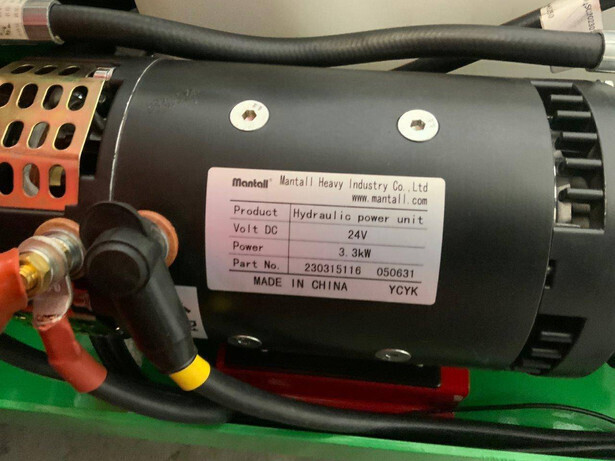 mantall® Mantall Heavy Industry Co.,Ltd
www.mantall.com
Product Hydraulic power unit
Volt DC 24V
Power 3.3kW
Part No. 230315116 050631
MADE IN CHINA YCYK